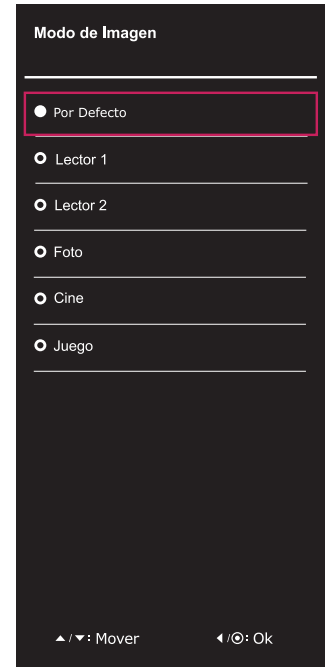 Modo de Imagen
Por Defecto
Lector 1
Lector 2
Foto
Cine
Juego
▲/▼: Mover ◀/⦿: Ok